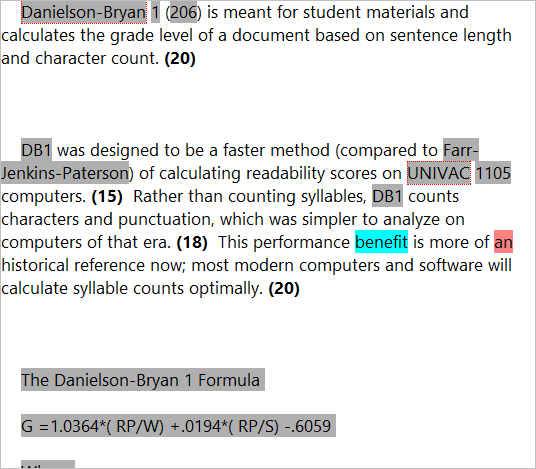 Danielson-Bryan 1 (206) is meant for student materials and
calculates the grade level of a document based on sentence length
and character count. (20)
DB1 was designed to be a faster method (compared to Farr-
Jenkins-Paterson) of calculating readability scores on UNIVAC 1105
computers. (15) Rather than counting syllables, DB1 counts
characters and punctuation, which was simpler to analyze on
computers of that era. (18) This performance benefit is more of an
historical reference now; most modern computers and software will
calculate syllable counts optimally. (20)
The Danielson-Bryan 1 Formula
G =1.0364*( RP/W) +.0194*( RP/S) -.6059